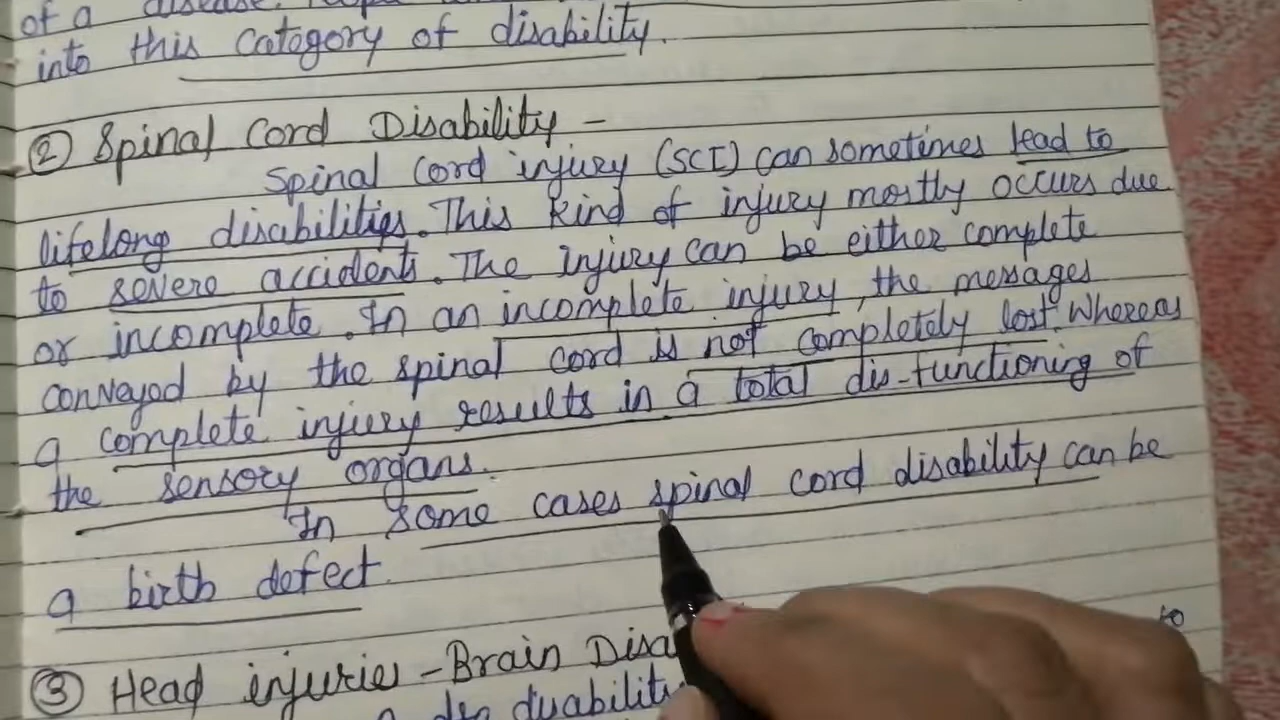 of a disease.
into this category of disability.
② Spinal Cord Disability -
Spinal Cord injury (SCI) can sometimes lead to
lifelong disabilities. This kind of injury mostly occurs due
to severe accidents. The injury can be either complete
or incomplete. In an incomplete injury, the messages
conveyed by the spinal cord is not completely lost. Whereas
a complete injury results in a total dis-functioning of
the sensory organs.
In some cases spinal cord disability can be
a birth defect.
③ Head injuries - Brain Disa
to